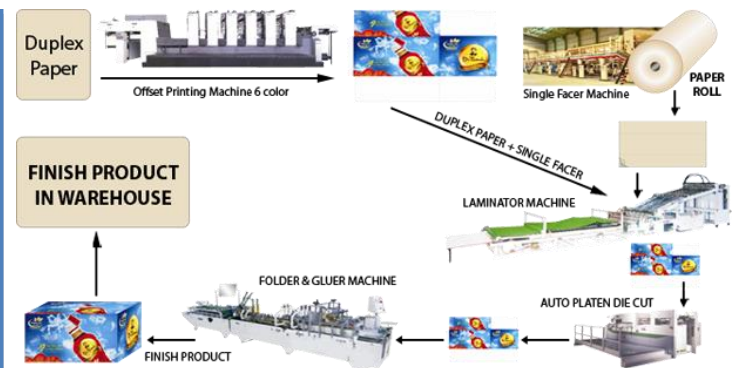 Duplex
Paper
Offset Printing Machine 6 color
Single Facer Machine
PAPER
ROLL
DUPLEX PAPER + SINGLE FACER
FINISH PRODUCT
IN WAREHOUSE
LAMINATOR MACHINE
FOLDER & GLUER MACHINE
AUTO PLATEN DIE CUT
FINISH PRODUCT